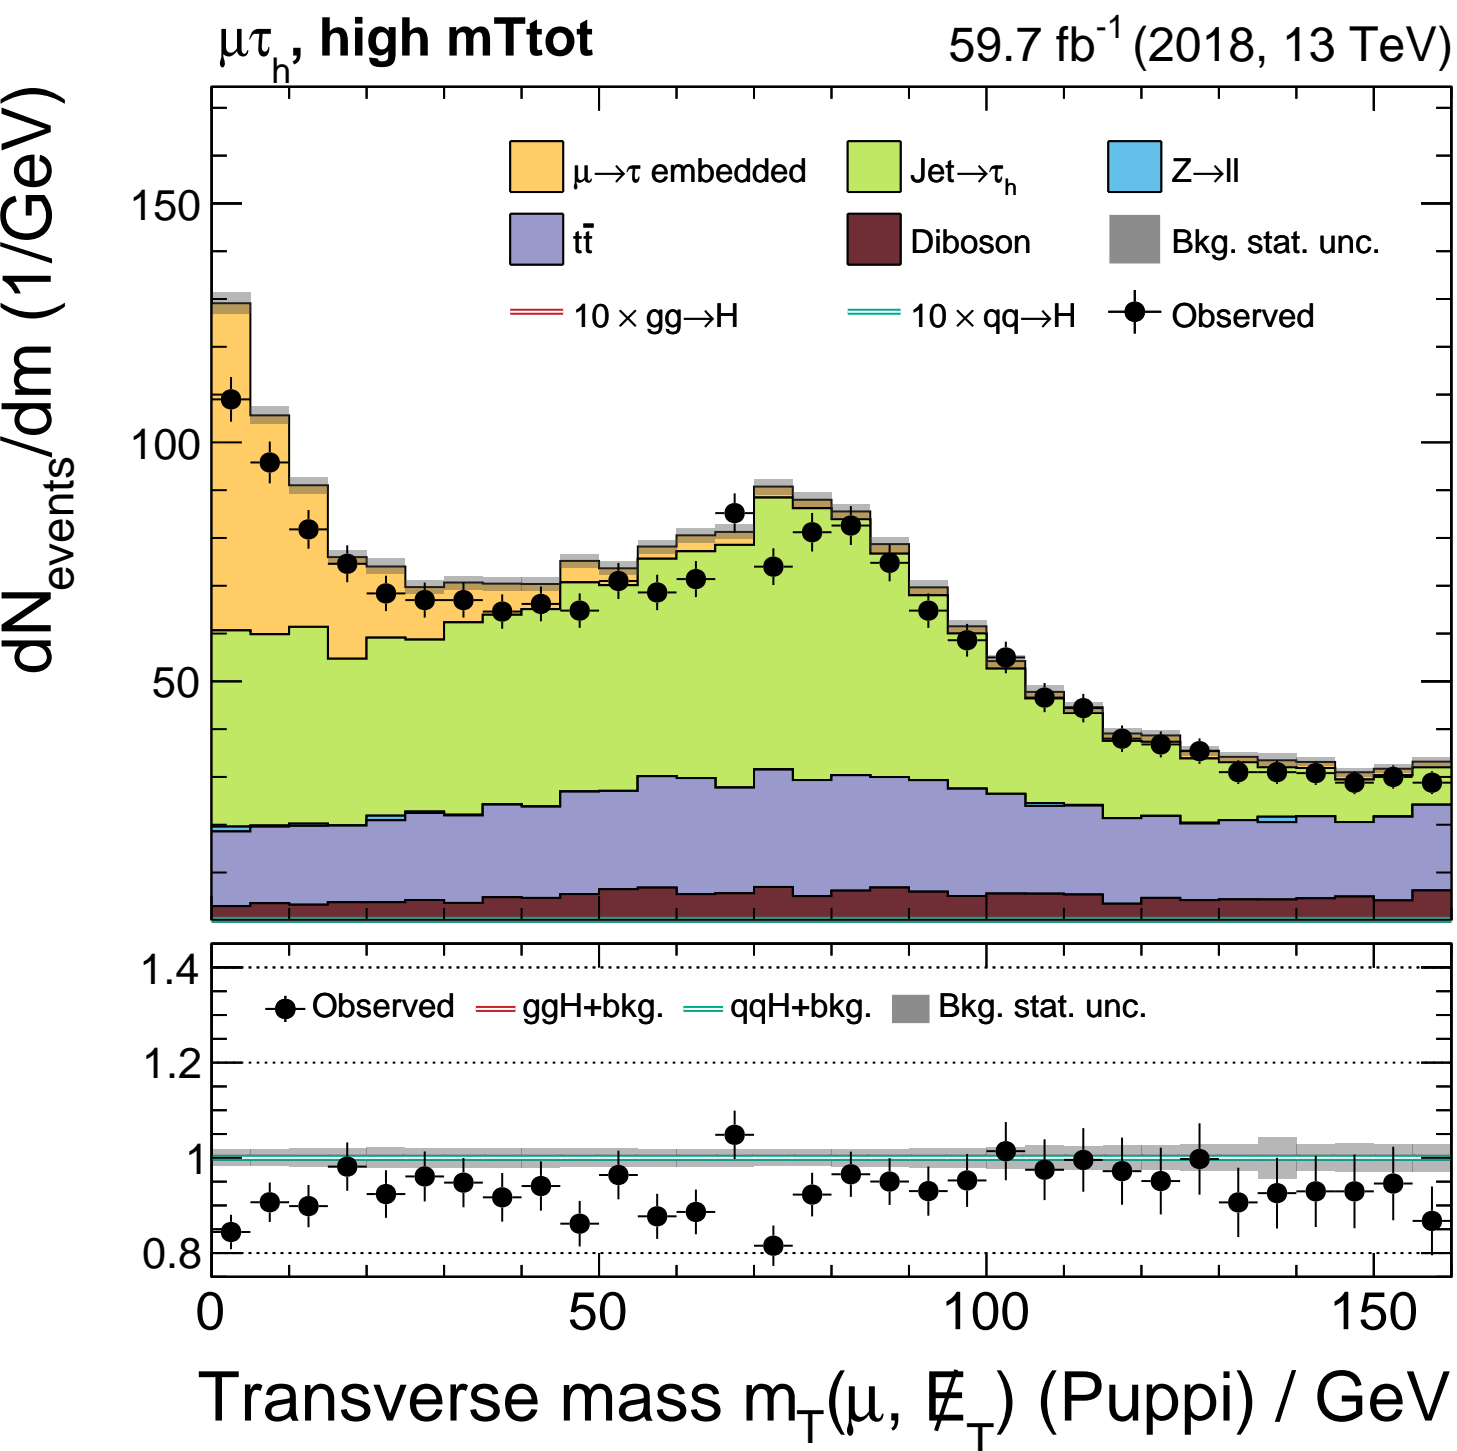 μτh, high mTtot
59.7 fb-1 (2018, 13 TeV)
dNevents/dm (1/GeV)
150
100
50
μ→τ embedded
Jet→τh
Z→ll
tt̄
Diboson
Bkg. stat. unc.
10 × gg→H
10 × qq→H
Observed
1.4
1.2
1
0.8
Observed
ggH+bkg.
qqH+bkg.
Bkg. stat. unc.
0
50
100
150
Transverse mass mT(μ, E̸T) (Puppi) / GeV